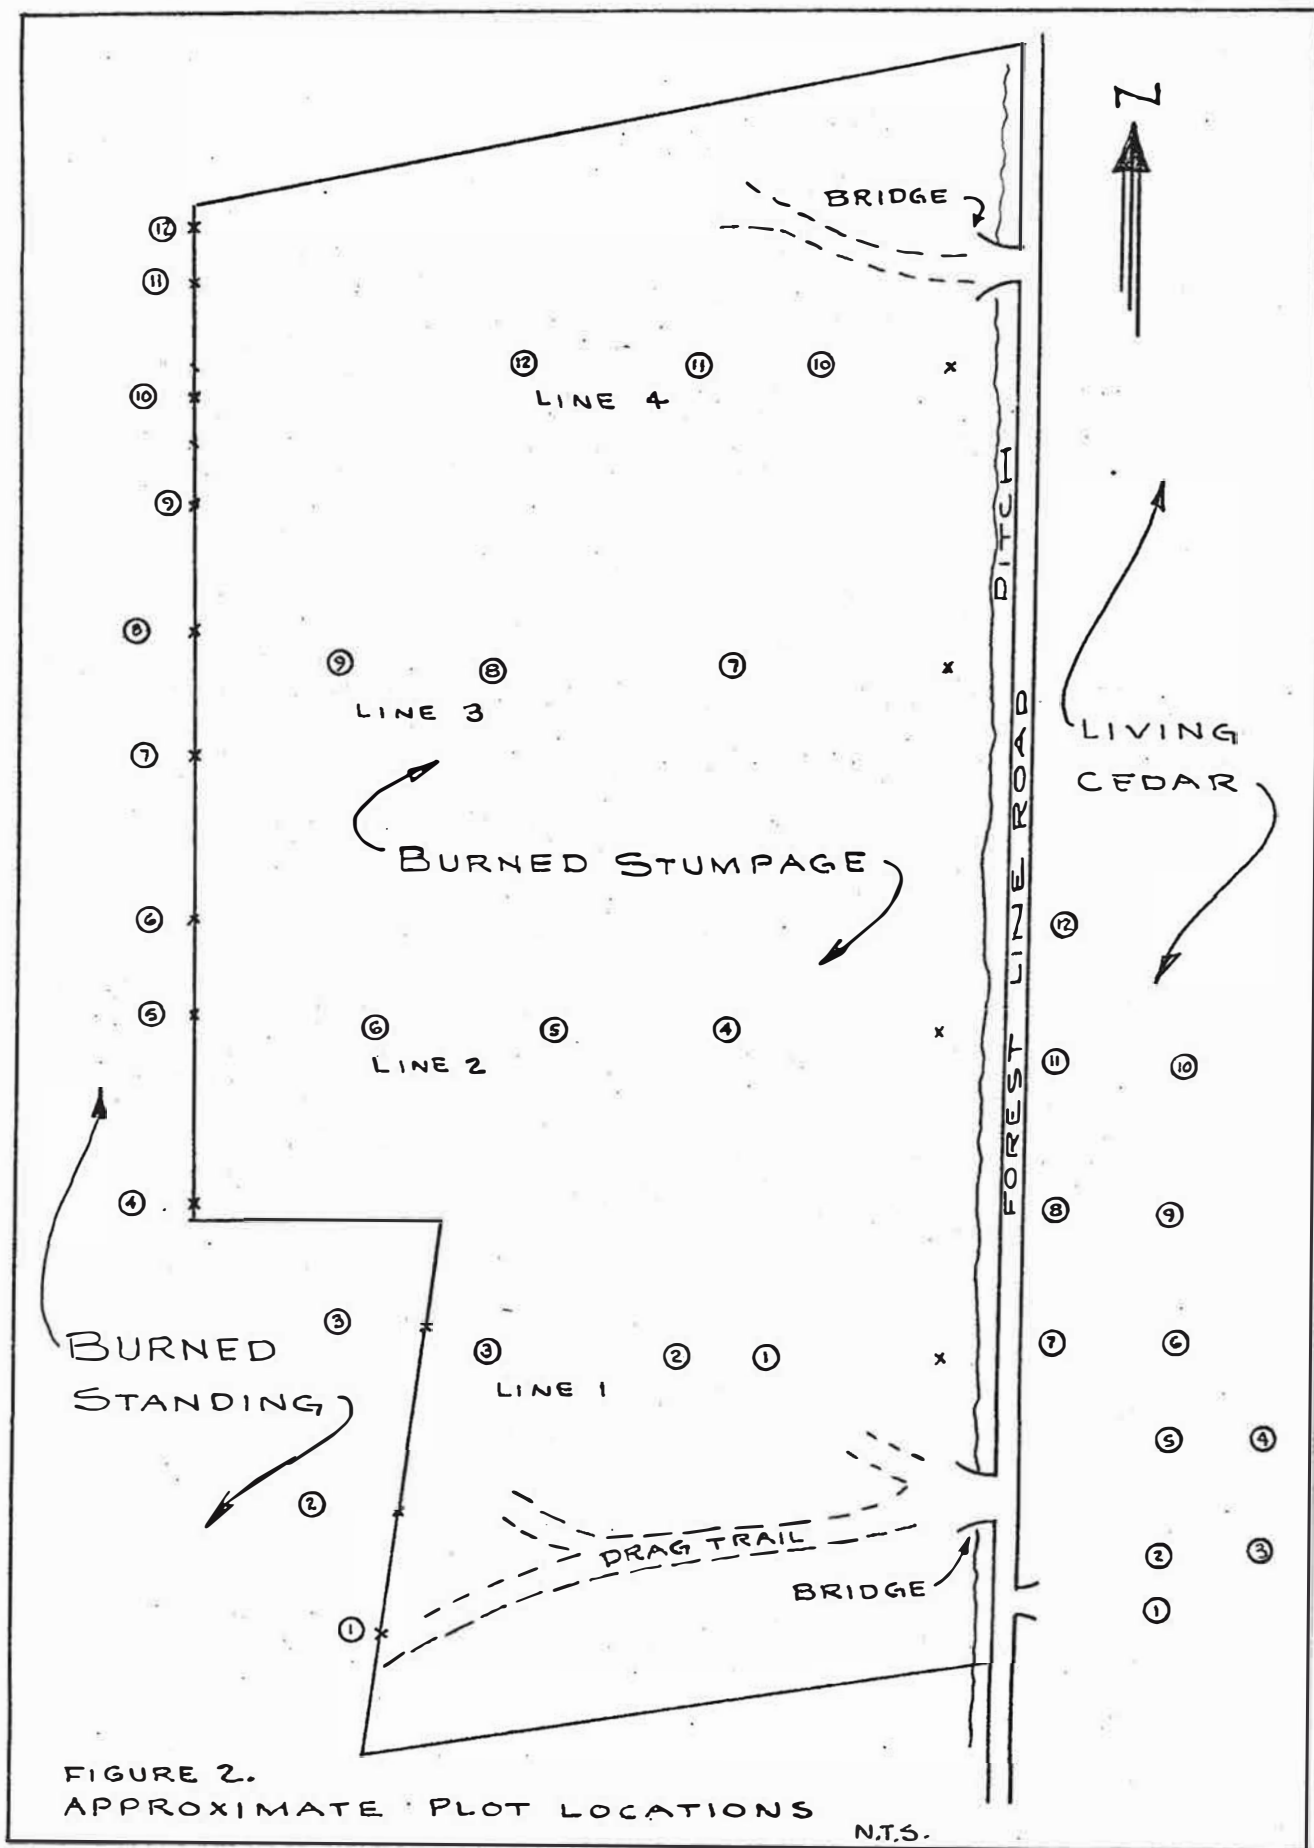 N
BRIDGE
⑫
⑪
⑫ ⑪ ⑩
LINE 4
⑩
⑨
DITCH
⑧
⑨ ⑧ ⑦
LINE 3
⑦
LIVING
CEDAR
BURNED STUMPAGE
FOREST LINE ROAD
⑥
⑫
⑤
⑥ ⑤ ④
LINE 2
⑪ ⑩
④
⑧ ⑨
③
BURNED
STANDING
③ ② ①
LINE 1
⑦ ⑥
⑤ ④
②
DRAG TRAIL
BRIDGE
② ③
①
①
FIGURE 2.
APPROXIMATE PLOT LOCATIONS
N.T.S.